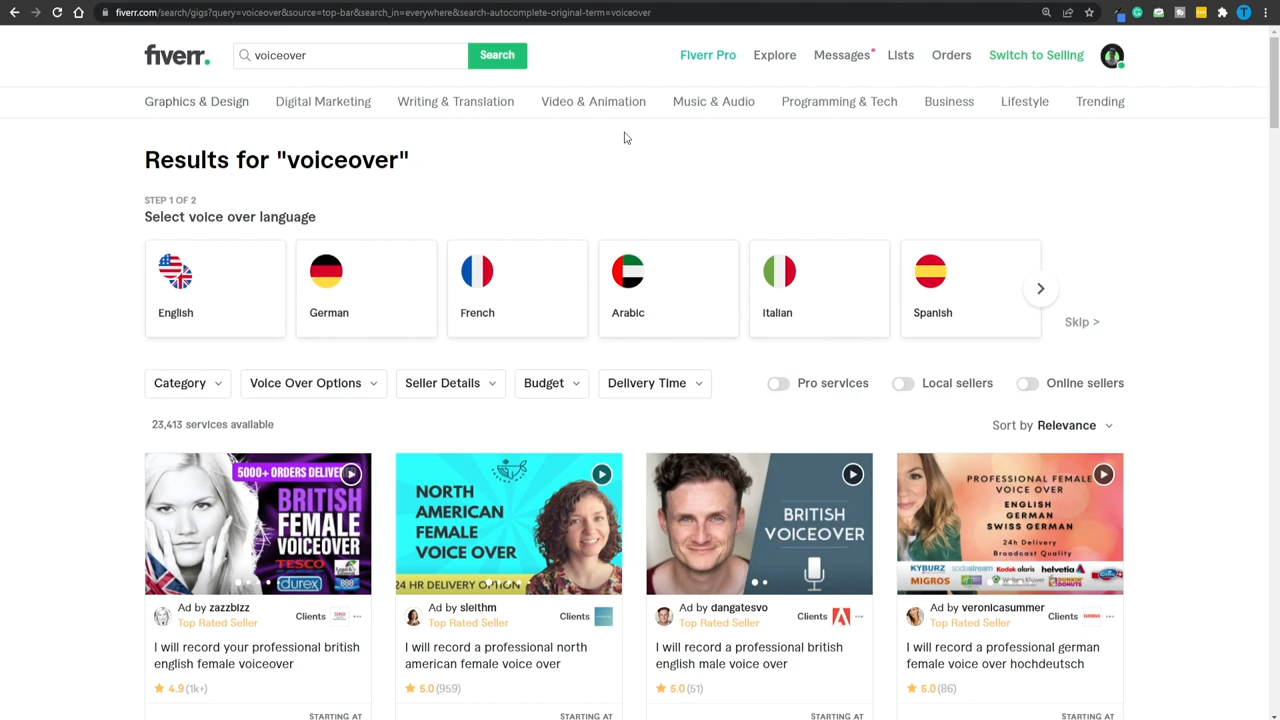 fiverr.com/search/gigs?query=voiceover&source=top-bar&search_in=everywhere&search-autocomplete-original-term=voiceover
T
fiverr.
voiceover
Search
Fiverr Pro
Explore
Messages
Lists
Orders
Switch to Selling
Graphics & Design
Digital Marketing
Writing & Translation
Video & Animation
Music & Audio
Programming & Tech
Business
Lifestyle
Trending
Results for "voiceover"
STEP 1 OF 2
Select voice over language
English
German
French
Arabic
Italian
Spanish
Skip >
Category
Voice Over Options
Seller Details
Budget
Delivery Time
Pro services
Local sellers
Online sellers
23,413 services available
Sort by Relevance
5000+ ORDERS DELIVE
BRITISH
FEMALE
VOICEOVER
TESCO
durex
NORTH
AMERICAN
FEMALE
VOICE OVER
24 HR DELIVERY OPTION
BRITISH
VOICEOVER
PROFESSIONAL FEMALE
VOICE OVER
ENGLISH
GERMAN
SWISS GERMAN
24h Delivery
Broadcast Quality
KYBURZ
sodastream
Kodak alaris
helvetia
MIGROS
DUNKIN'
DONUTS
Ad by zazzbizz
Top Rated Seller
Clients
I will record your professional british
english female voiceover
4.9 (1k+)
STARTING AT
Ad by sleithm
Top Rated Seller
Clients
I will record a professional north
american female voice over
5.0 (959)
STARTING AT
Ad by dangatesvo
Top Rated Seller
Clients
I will record a professional british
english male voice over
5.0 (51)
STARTING AT
Ad by veronicasummer
Top Rated Seller
Clients
I will record a professional german
female voice over hochdeutsch
5.0 (86)
STARTING AT